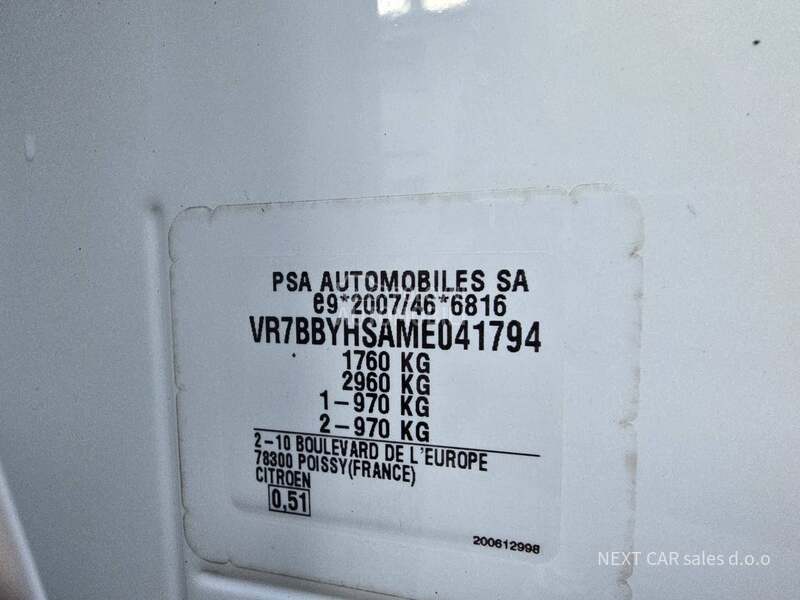 PSA AUTOMOBILES SA
e9*2007/46*6816
VR7BBYHSAME041794
1760 KG
2960 KG
1-970 KG
2-970 KG
2-10 BOULEVARD DE L'EUROPE
78300 POISSY(FRANCE)
CITROEN
0,51
200612998
NEXT CAR sales d.o.o